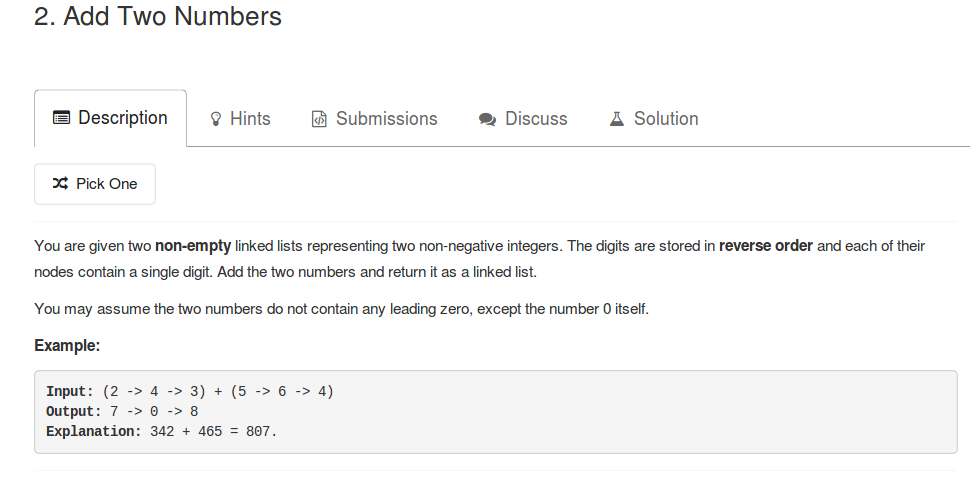 2. Add Two Numbers
Description Hints Submissions Discuss Solution
Pick One
You are given two non-empty linked lists representing two non-negative integers. The digits are stored in reverse order and each of their
nodes contain a single digit. Add the two numbers and return it as a linked list.
You may assume the two numbers do not contain any leading zero, except the number 0 itself.
Example:
Input: (2 -> 4 -> 3) + (5 -> 6 -> 4)
Output: 7 -> 0 -> 8
Explanation: 342 + 465 = 807.